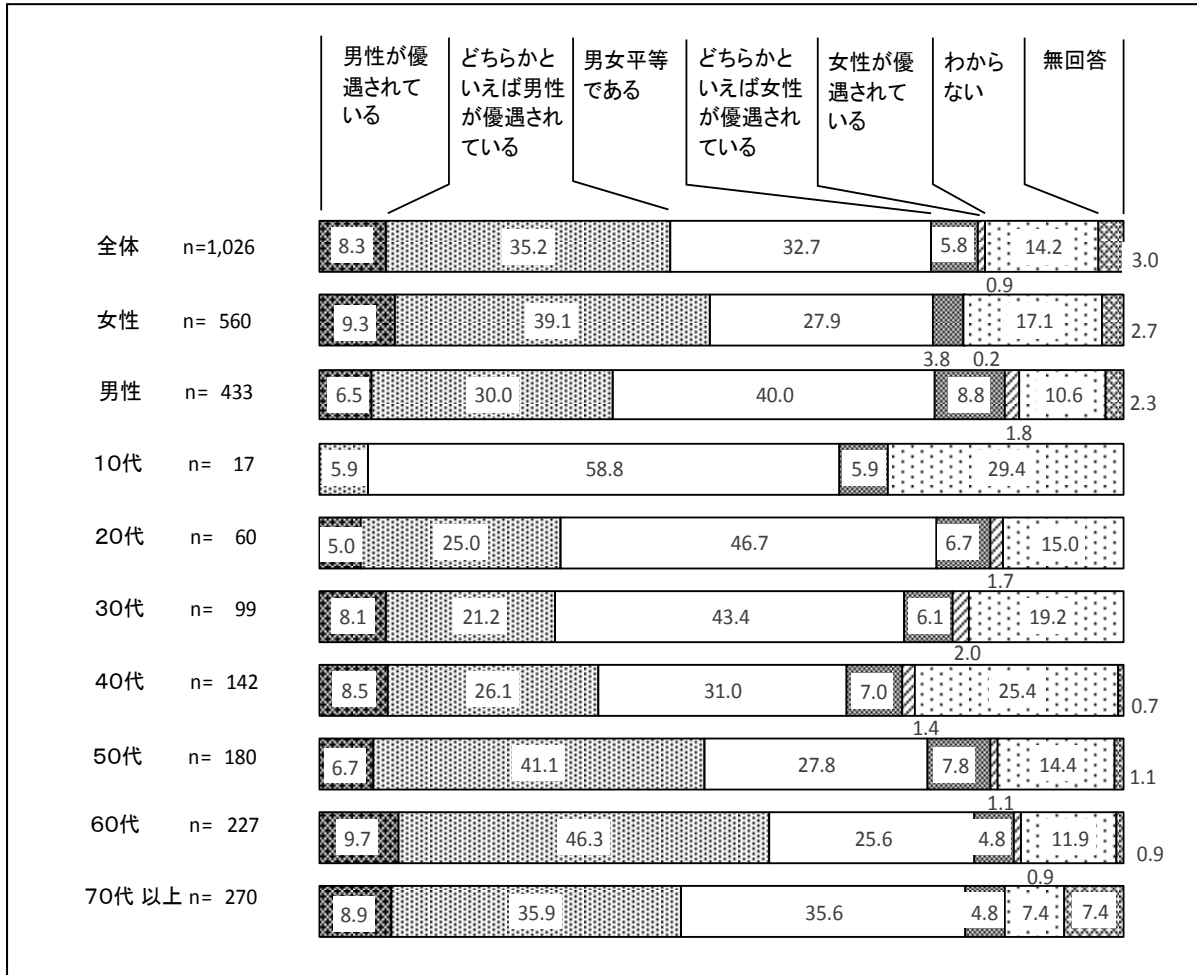 男性が優
遇されて
いる
どちらかと
いえば男性
が優遇され
ている
男女平等
である
どちらかと
いえば女性
が優遇され
ている
女性が優
遇されて
いる
わから
ない
無回答
全体 n=1,026 8.3 35.2 32.7 5.8 14.2 3.0
0.9
女性 n= 560 9.3 39.1 27.9 17.1 2.7
3.8 0.2
男性 n= 433 6.5 30.0 40.0 8.8 10.6 2.3
1.8
10代 n= 17 5.9 58.8 5.9 29.4
20代 n= 60 5.0 25.0 46.7 6.7 15.0
1.7
30代 n= 99 8.1 21.2 43.4 6.1 19.2
2.0
40代 n= 142 8.5 26.1 31.0 7.0 25.4 0.7
1.4
50代 n= 180 6.7 41.1 27.8 7.8 14.4 1.1
1.1
60代 n= 227 9.7 46.3 25.6 4.8 11.9 0.9
0.9
70代 以上 n= 270 8.9 35.9 35.6 4.8 7.4 7.4